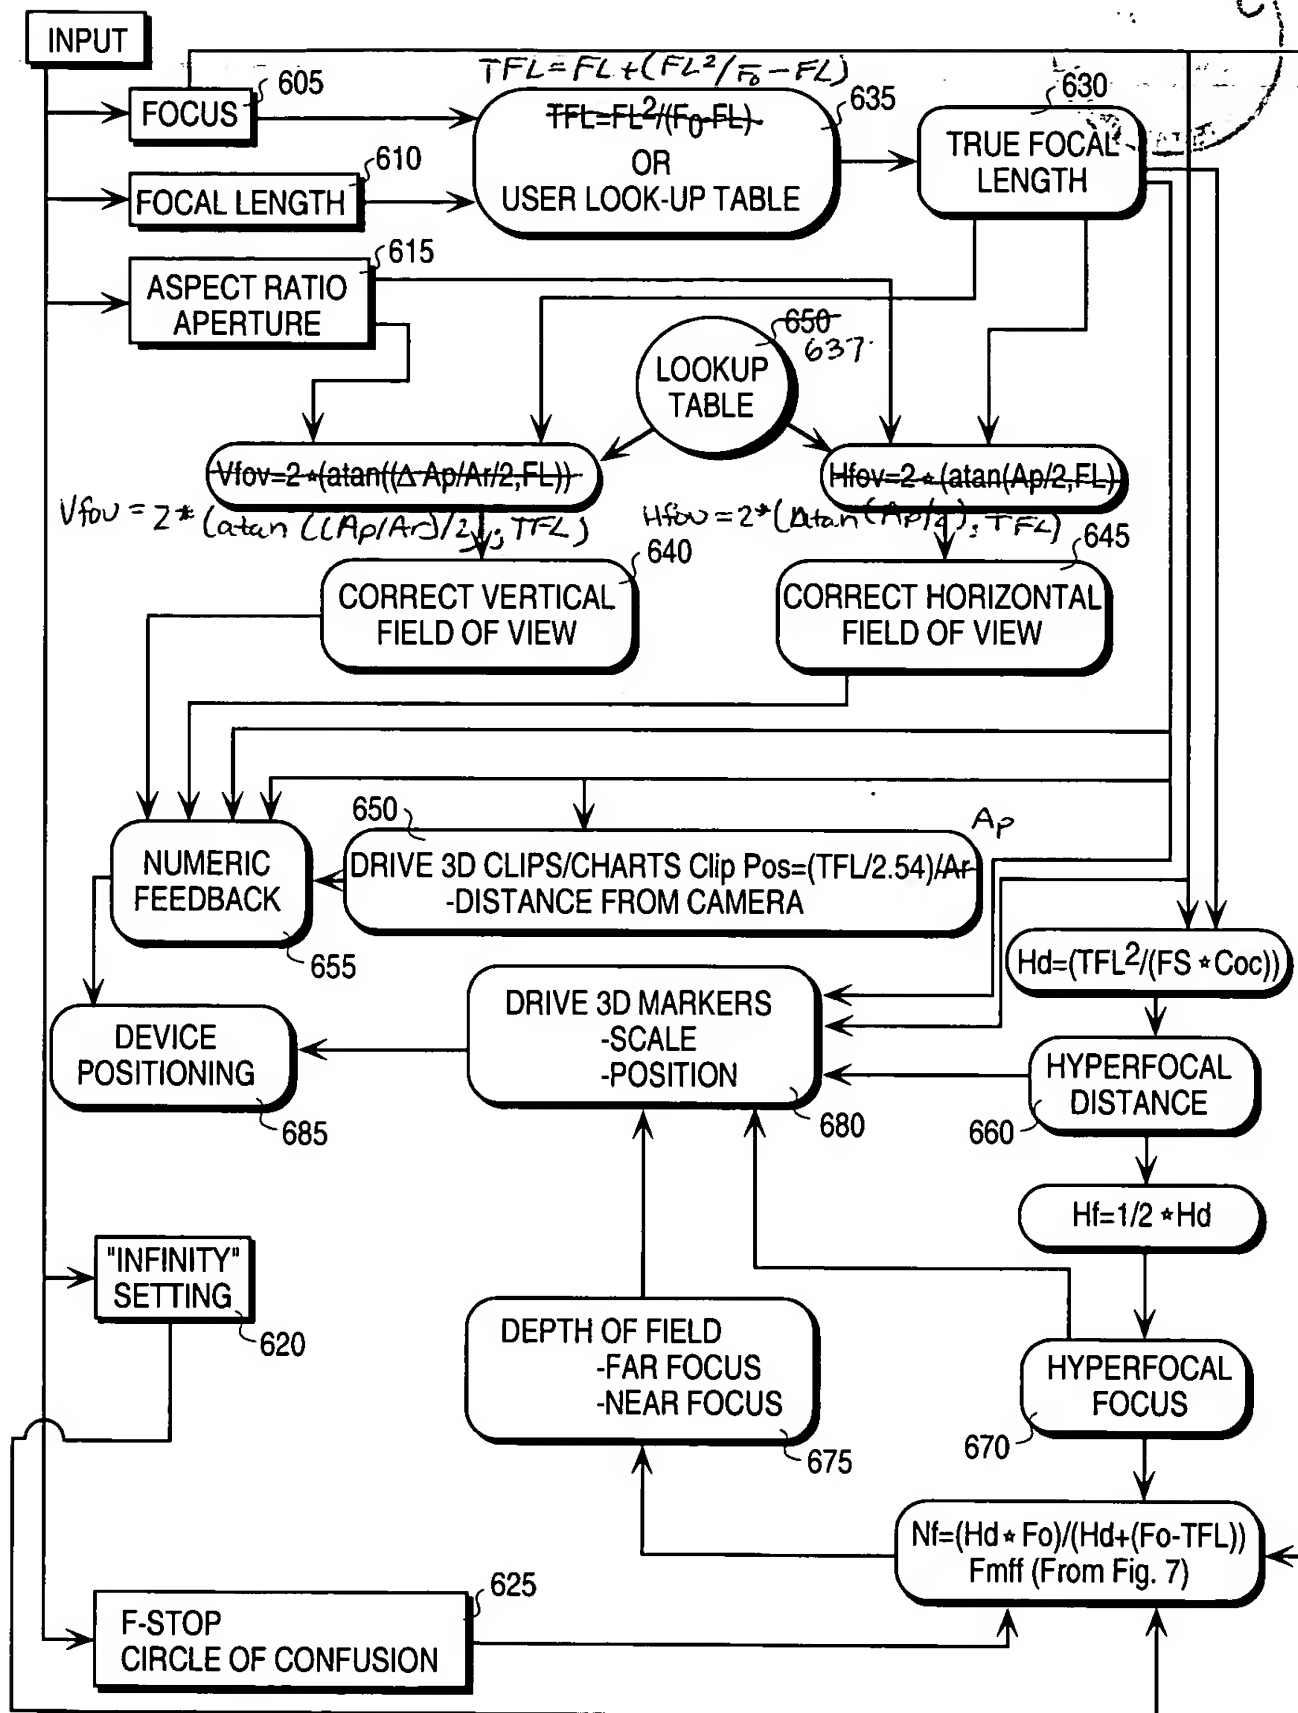 INPUT
TFL=FL+(FL²/F₀-FL)
FOCUS
605
TFL=FL²/(F₀-FL)
OR
USER LOOK-UP TABLE
635
TRUE FOCAL
LENGTH
630
FOCAL LENGTH
610
ASPECT RATIO
APERTURE
615
LOOKUP
TABLE
650
637
Vfov=2*(atan((Δ Ap/Ar/2,FL))
Vfov=2*(atan((Ap/Ar)/2,;TFL)
Hfov=2*(atan(Ap/2,FL)
Hfov=2*(Δtan(Ap/2);TFL)
CORRECT VERTICAL
FIELD OF VIEW
640
CORRECT HORIZONTAL
FIELD OF VIEW
645
NUMERIC
FEEDBACK
655
650
DRIVE 3D CLIPS/CHARTS Clip Pos=(TFL/2.54)/Ar
-DISTANCE FROM CAMERA
Ap
Hd=(TFL²/(FS*Coc))
DEVICE
POSITIONING
685
DRIVE 3D MARKERS
-SCALE
-POSITION
680
HYPERFOCAL
DISTANCE
660
Hf=1/2*Hd
"INFINITY"
SETTING
620
DEPTH OF FIELD
-FAR FOCUS
-NEAR FOCUS
675
HYPERFOCAL
FOCUS
670
Nf=(Hd*Fo)/(Hd+(Fo-TFL))
Fmff (From Fig. 7)
F-STOP
CIRCLE OF CONFUSION
625